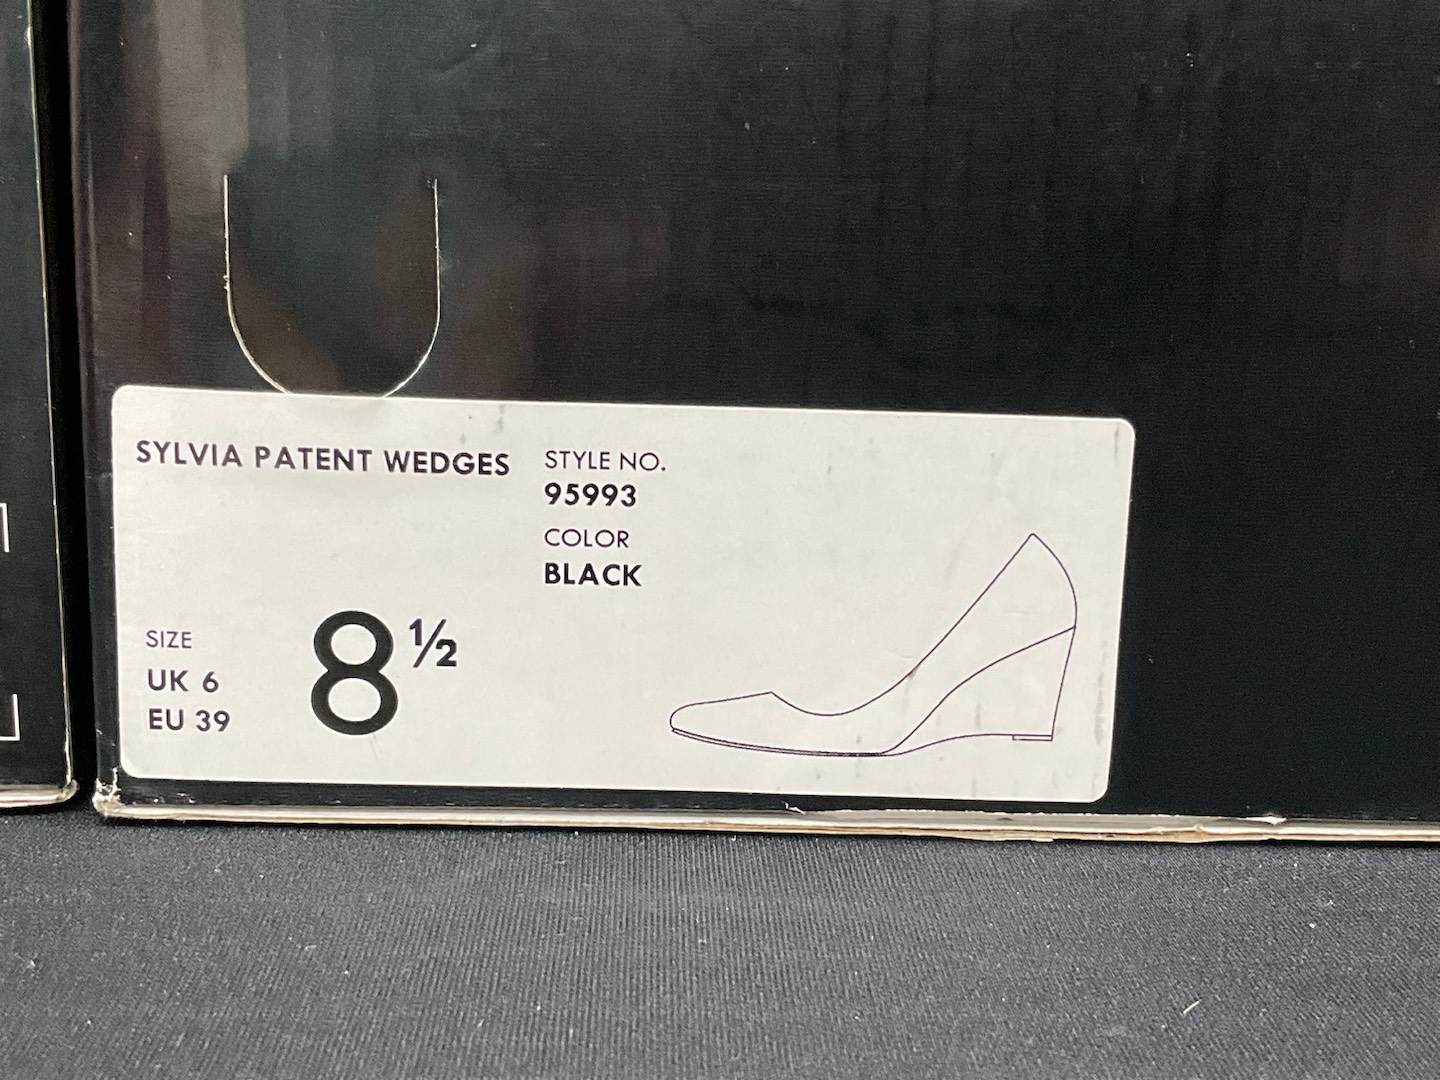 SYLVIA PATENT WEDGES
STYLE NO.
95993
COLOR
BLACK
SIZE
UK 6
EU 39
8 ½